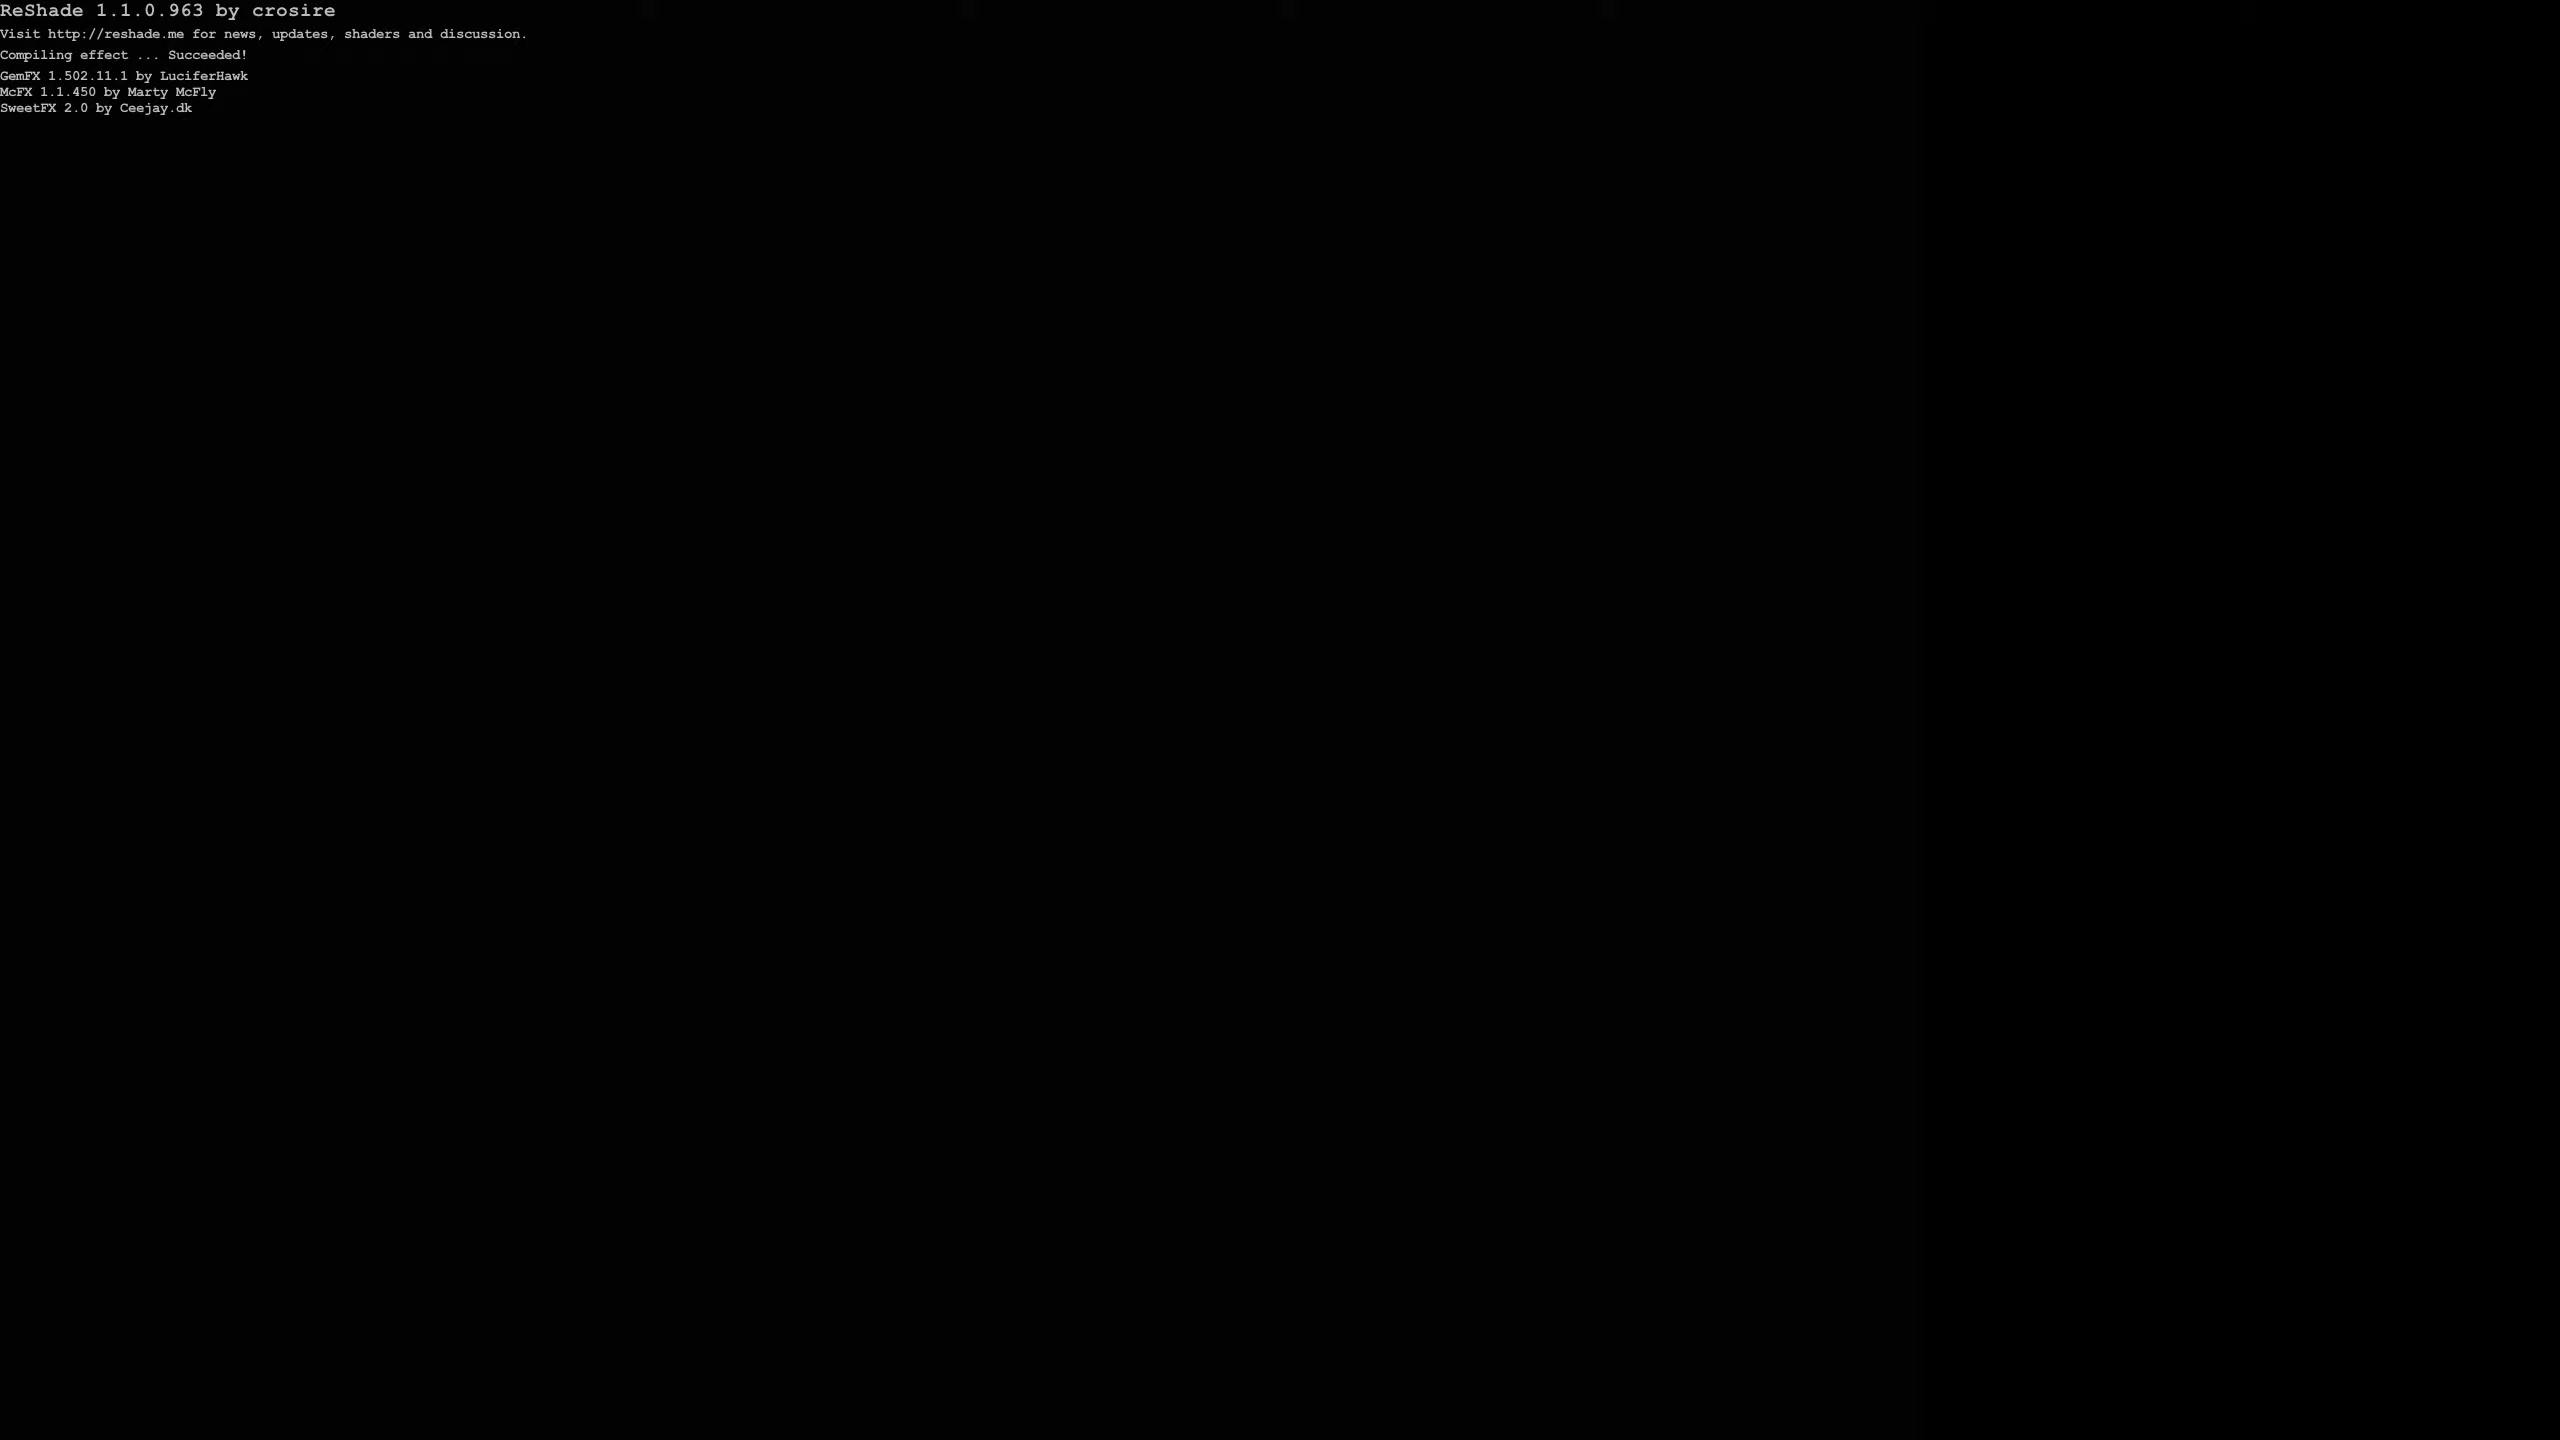 ReShade 1.1.0.963 by crosire
Visit http://reshade.me for news, updates, shaders and discussion.
Compiling effect ... Succeeded!
GemFX 1.502.11.1 by LuciferHawk
McFX 1.1.450 by Marty McFly
SweetFX 2.0 by Ceejay.dk